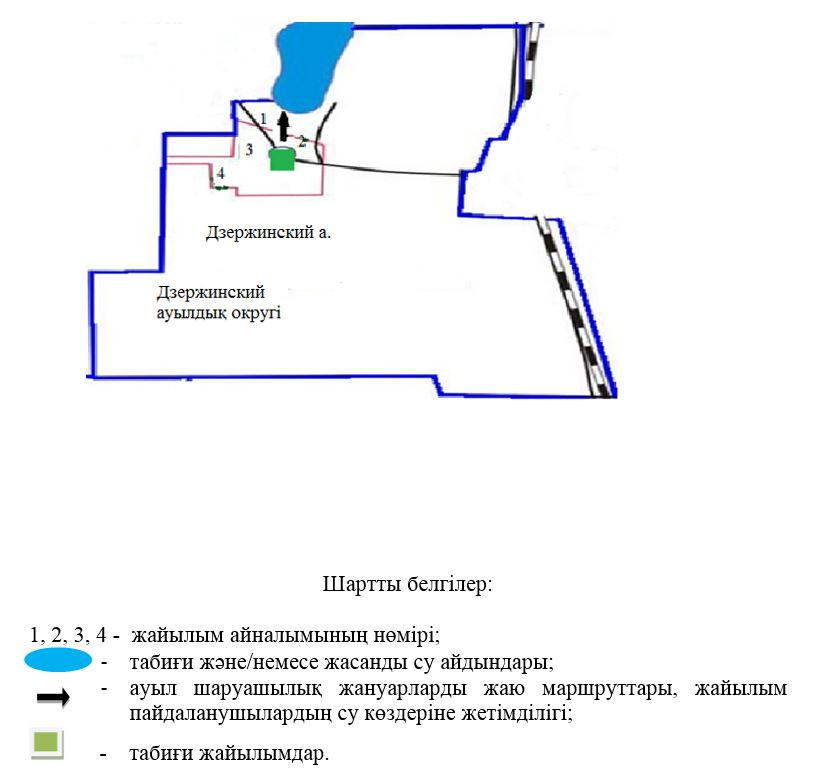 1
2
3
4
Дзержинский а.
Дзержинский
ауылдық округі
Шартты белгілер:
1, 2, 3, 4 - жайылым айналымының нөмірі;
- табиғи және/немесе жасанды су айдындары;
- ауыл шаруашылық жануарларды жаю маршруттары, жайылым
пайдаланушылардың су көздеріне жетімділігі;
- табиғи жайылымдар.